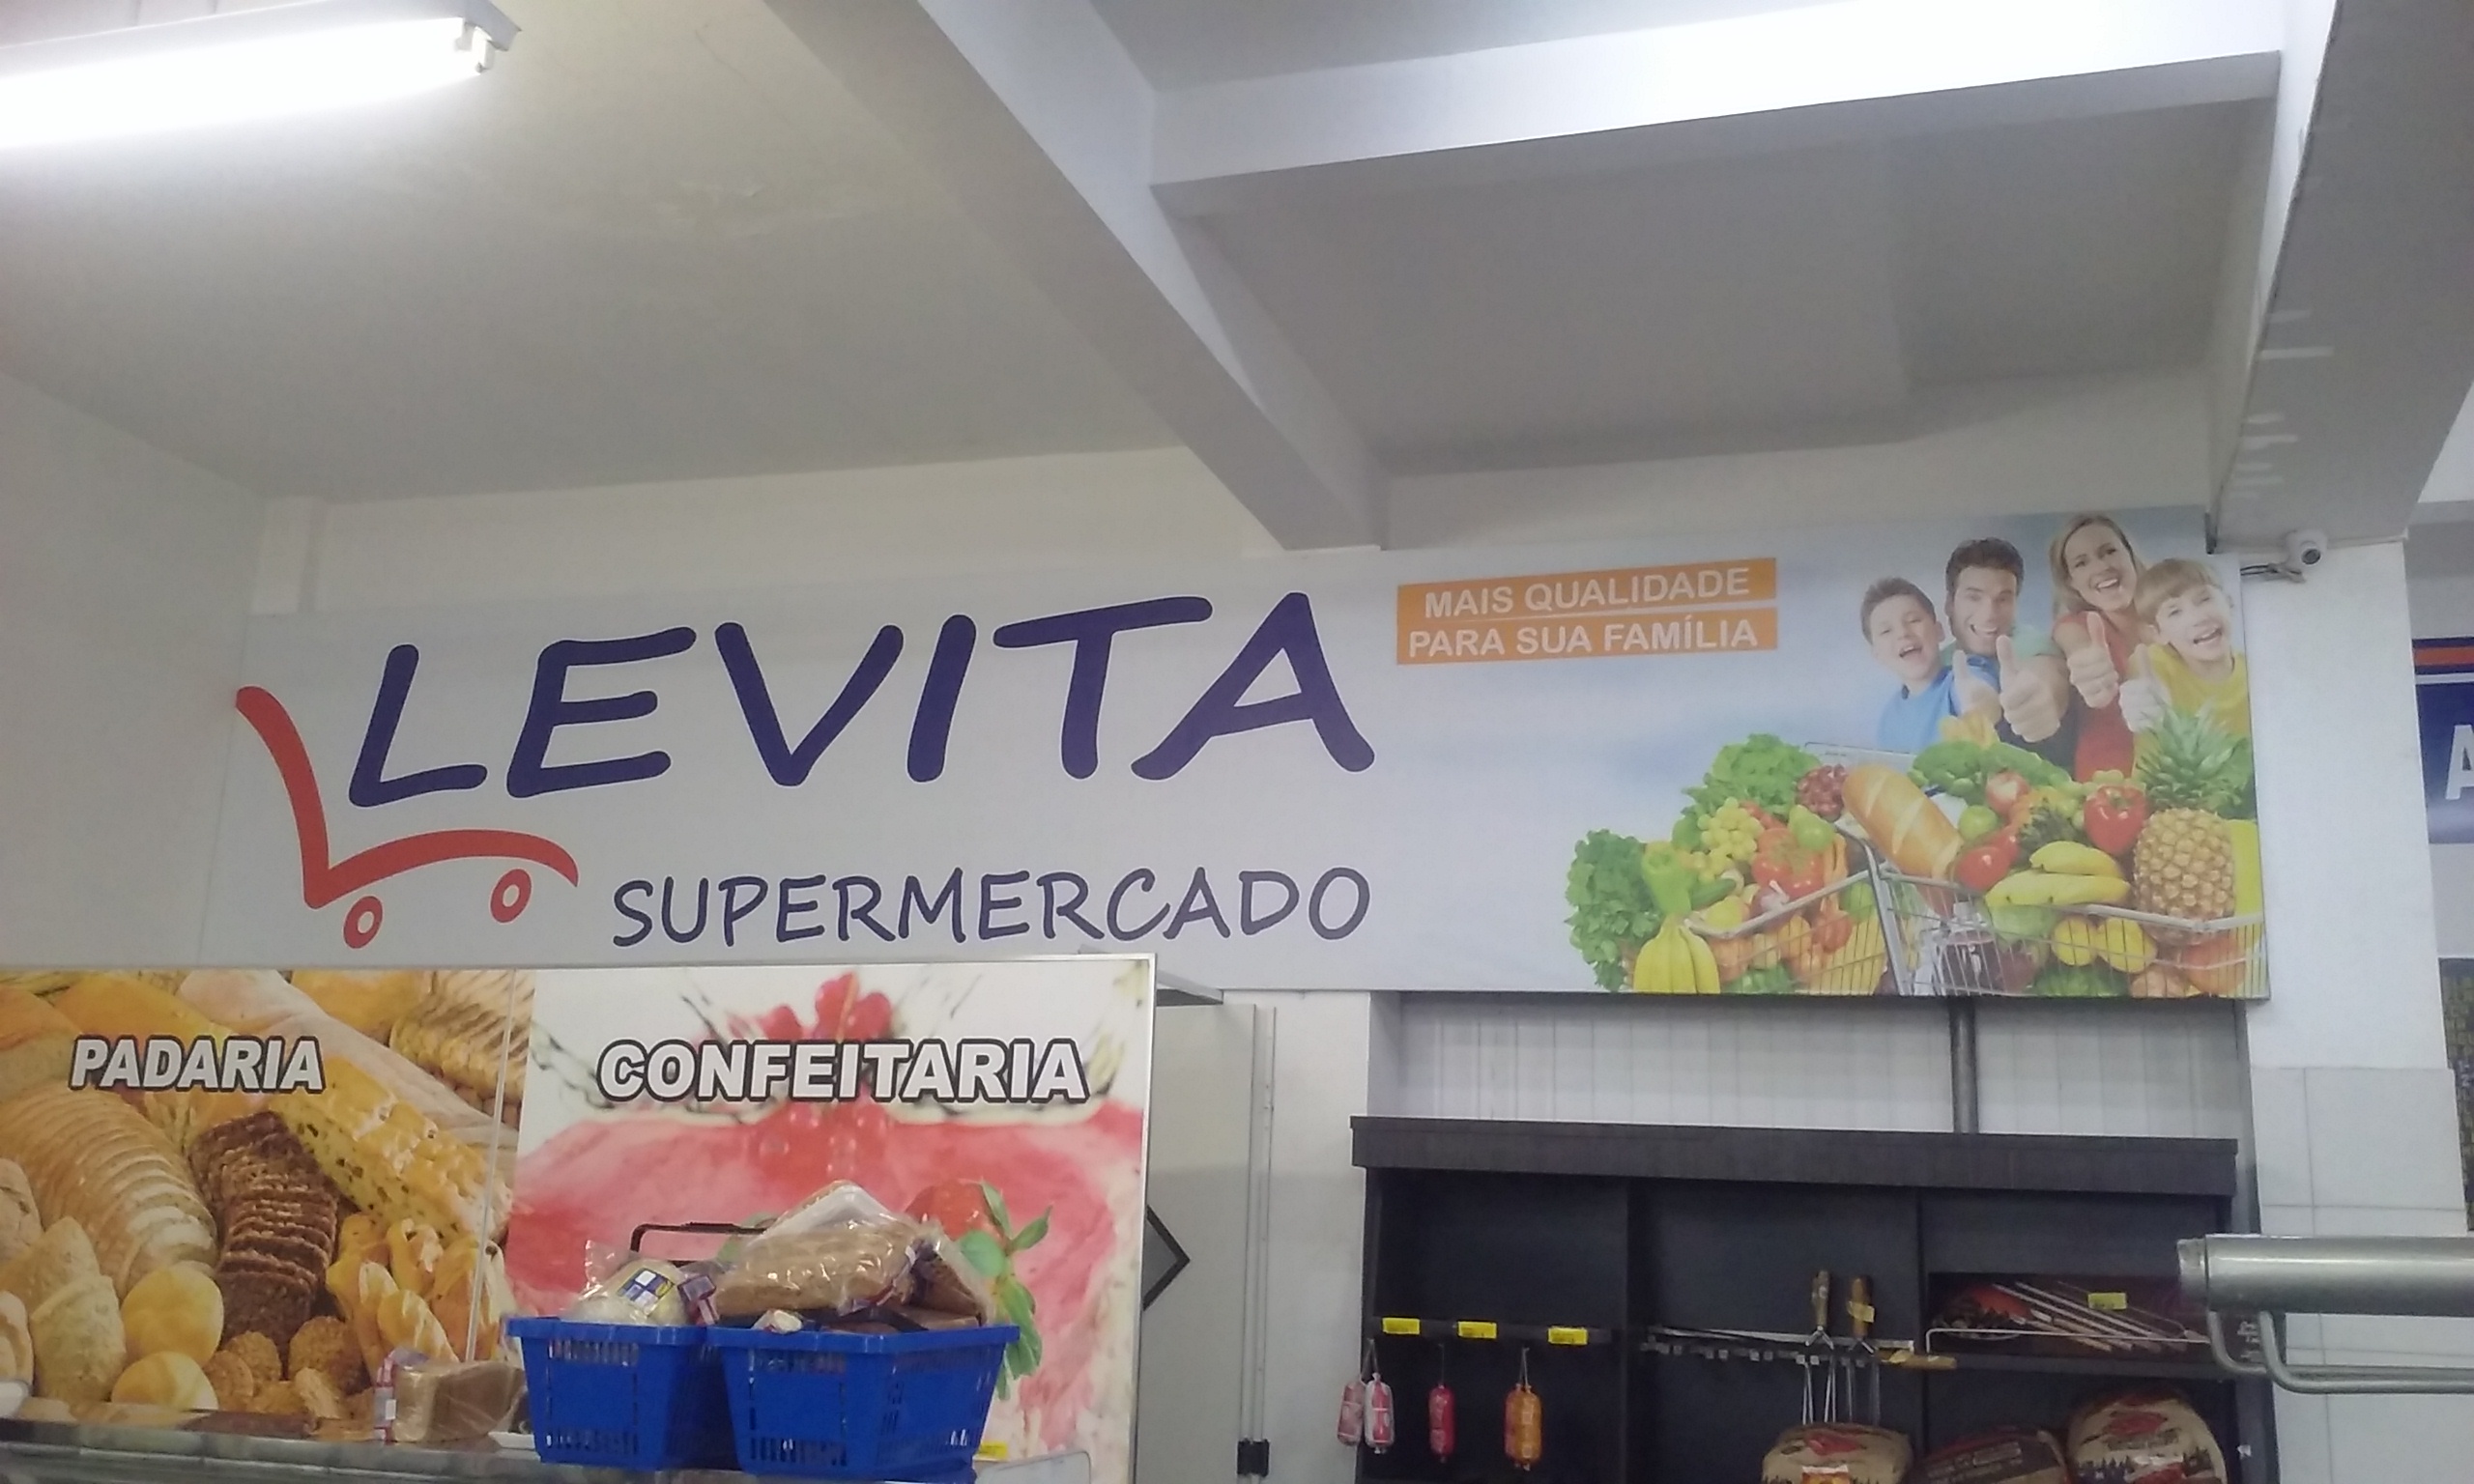 LEVITA
SUPERMERCADO
MAIS QUALIDADE
PARA SUA FAMÍLIA
PADARIA
CONFEITARIA